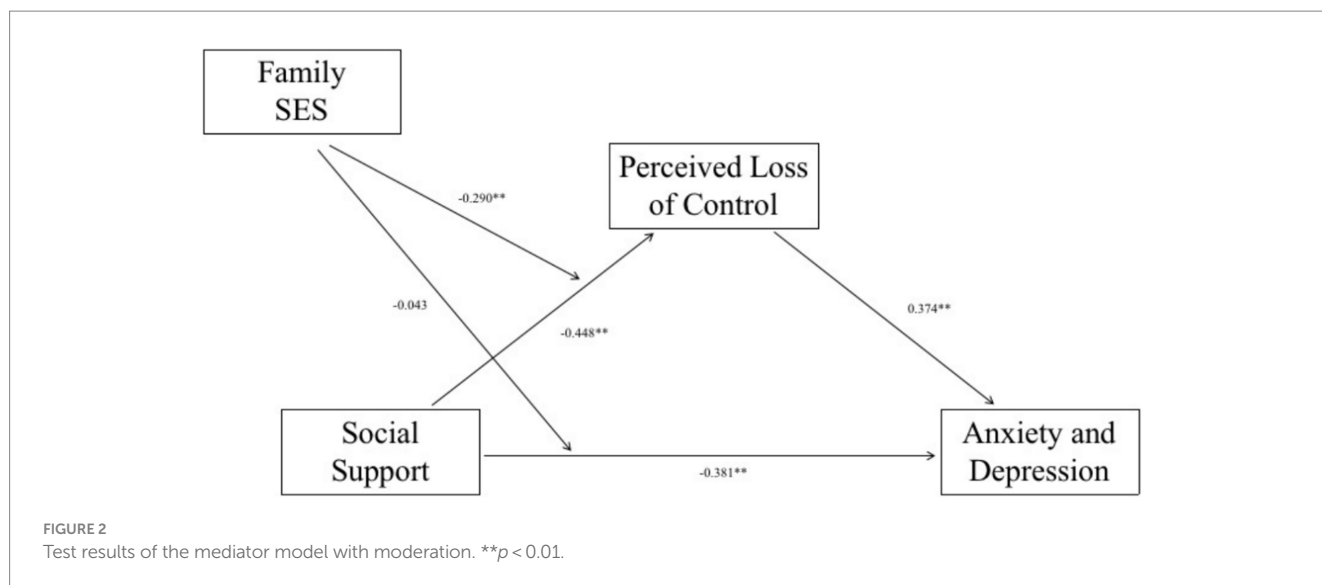 Family
SES
Perceived Loss
of Control
-0.290**
-0.043
-0.448**
0.374**
Social
Support
Anxiety and
Depression
-0.381**
FIGURE 2
Test results of the mediator model with moderation. **p < 0.01.